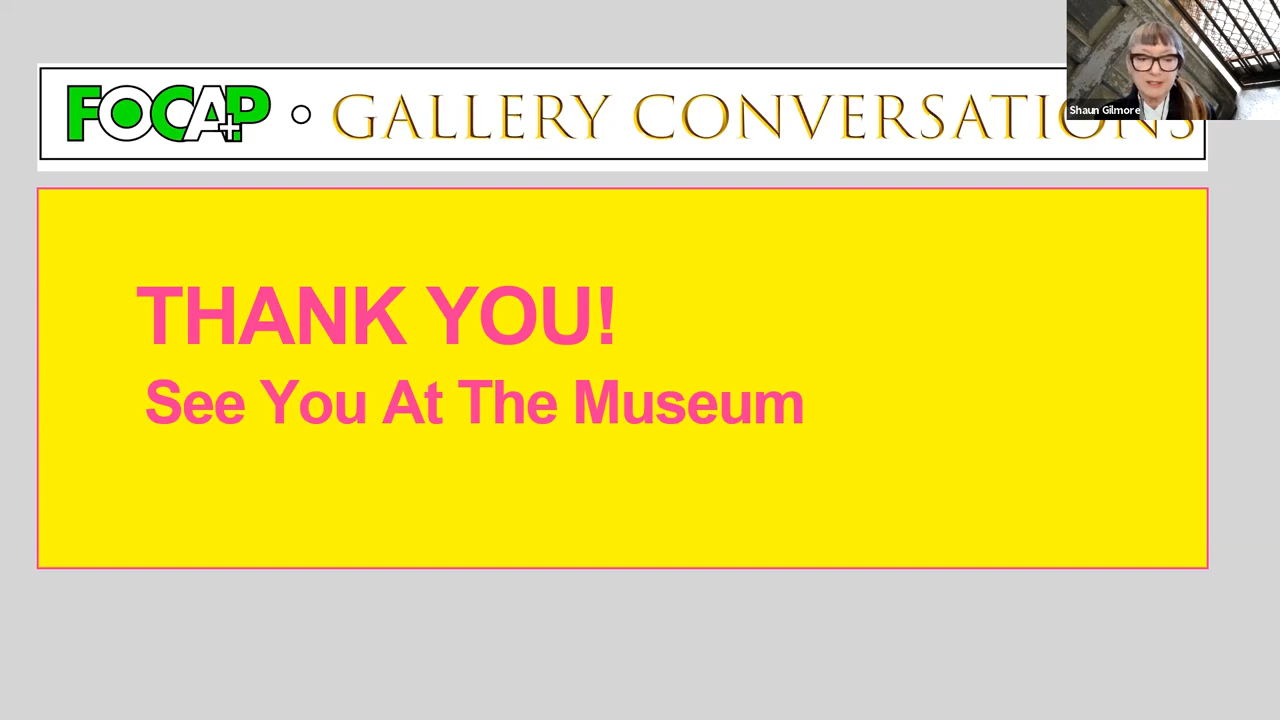 FOCA+P • GALLERY CONVERSATIONS
Shaun Gilmore
THANK YOU!
See You At The Museum